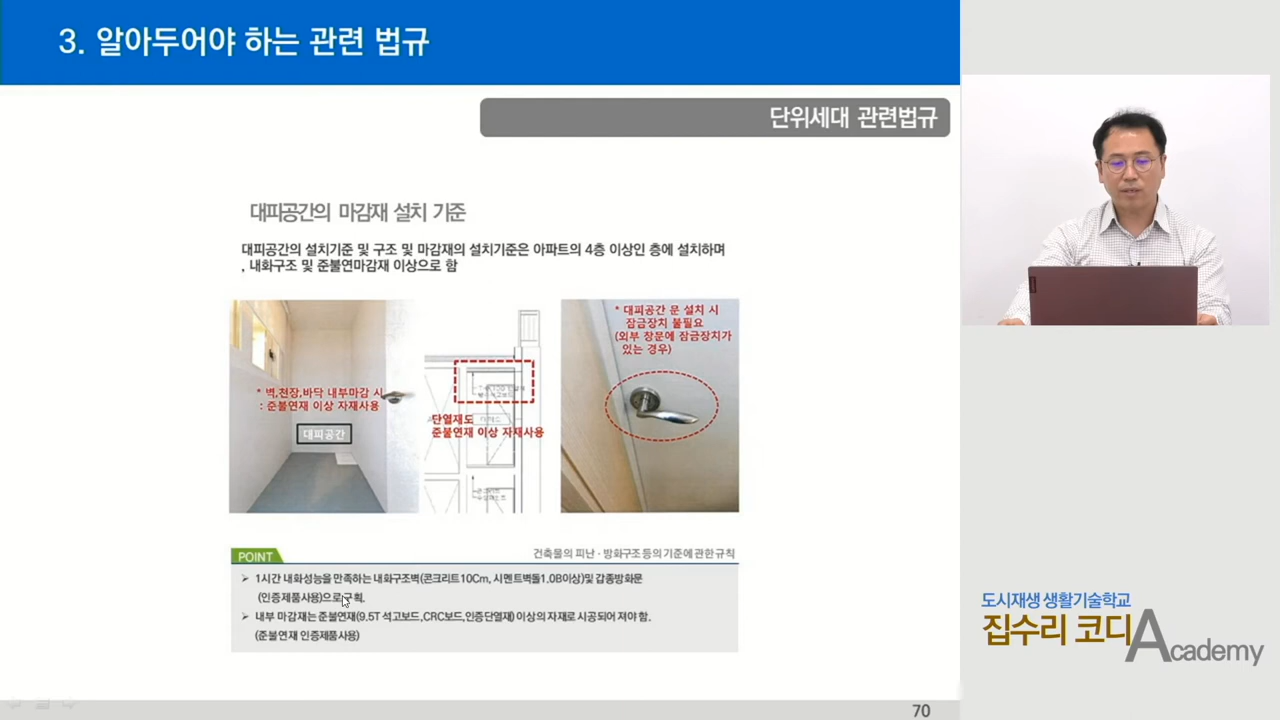 3. 알아두어야 하는 관련 법규
단위세대 관련법규
대피공간의 마감재 설치 기준
대피공간의 설치기준 및 구조 및 마감재의 설치기준은 아파트의 4층 이상인 층에 설치하며
, 내화구조 및 준불연마감재 이상으로 함
* 벽,천장,바닥 내부마감 시
: 준불연재 이상 자재사용
대피공간
단열재도
준불연재 이상 자재사용
* 대피공간 문 설치 시
잠금장치 불필요
(외부 창문에 잠금장치가
있는 경우)
POINT
건축물의 피난 · 방화구조 등의 기준에 관한 규칙
➢ 1시간 내화성능을 만족하는 내화구조벽(콘크리트10Cm, 시멘트벽돌1.0B이상)및 갑종방화문
(인증제품사용)으로구획.
➢ 내부 마감재는 준불연재(9.5T 석고보드,CRC보드,인증단열재) 이상의 자재로 시공되어 져야 함.
(준불연재 인증제품사용)
70
도시재생 생활기술학교
집수리 코디
Academy